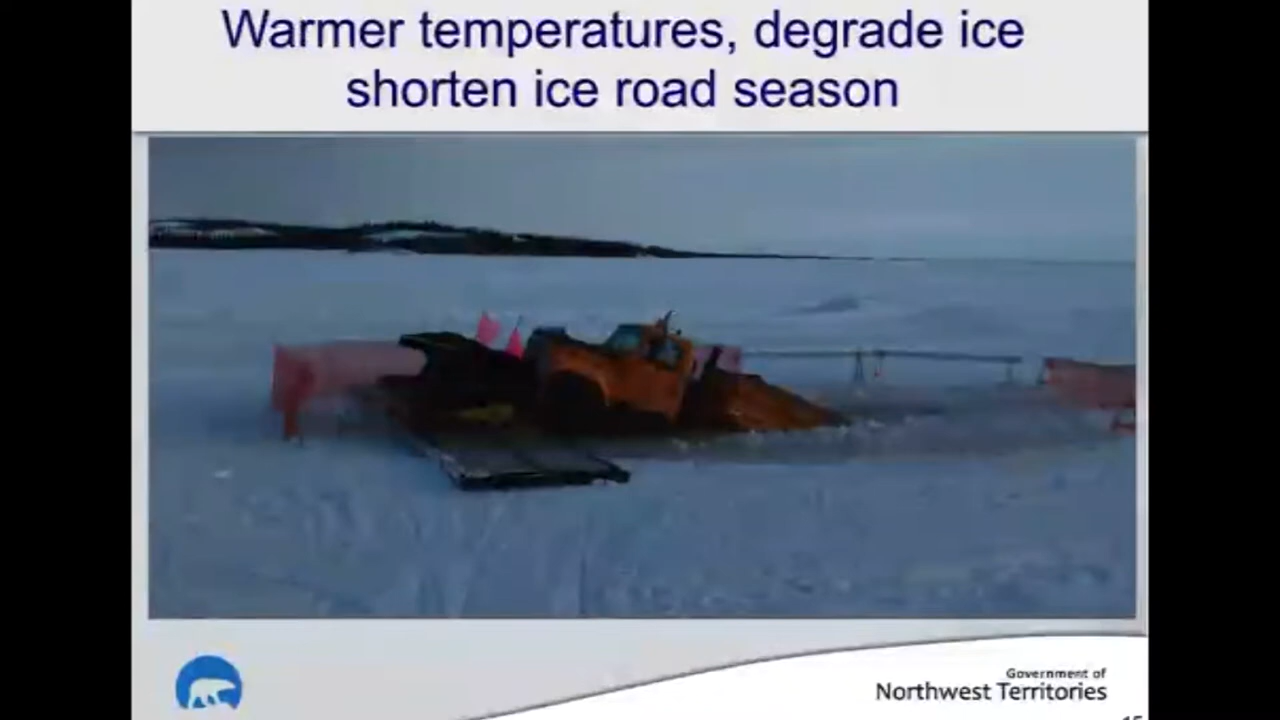 Warmer temperatures, degrade ice
shorten ice road season
Government of
Northwest Territories